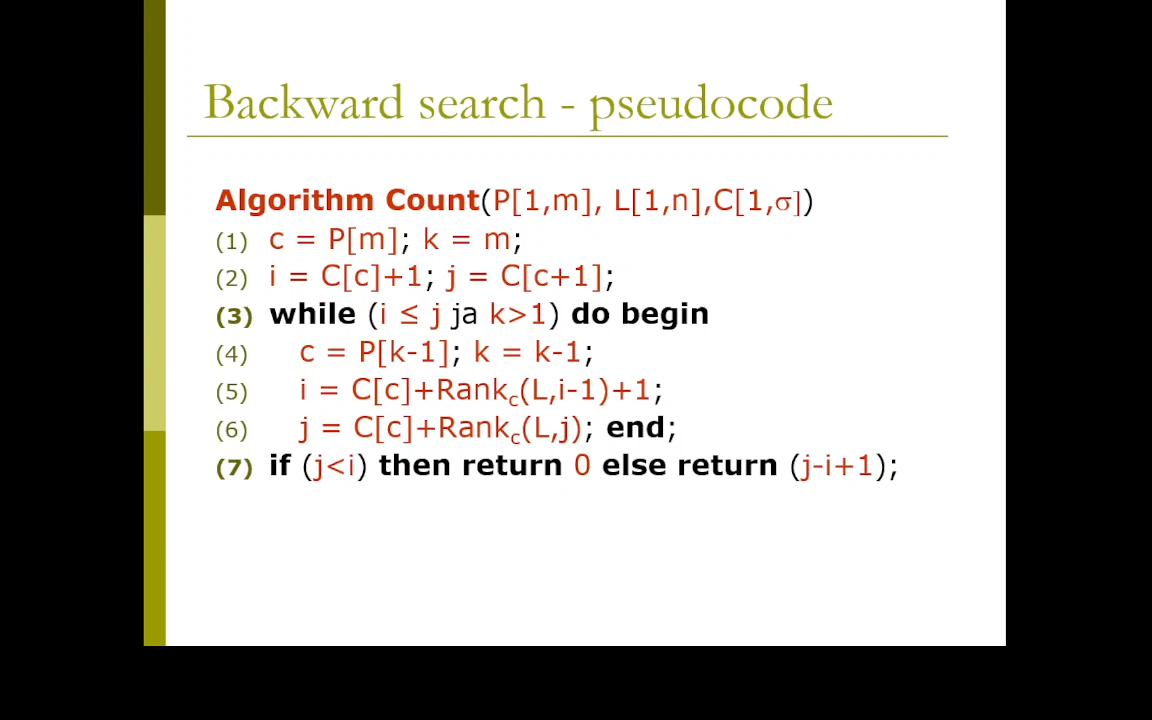 Backward search - pseudocode
Algorithm Count(P[1,m], L[1,n],C[1,σ])
(1) c = P[m]; k = m;
(2) i = C[c]+1; j = C[c+1];
(3) while (i ≤ j ja k>1) do begin
(4) c = P[k-1]; k = k-1;
(5) i = C[c]+Rankc(L,i-1)+1;
(6) j = C[c]+Rankc(L,j); end;
(7) if (j<i) then return 0 else return (j-i+1);